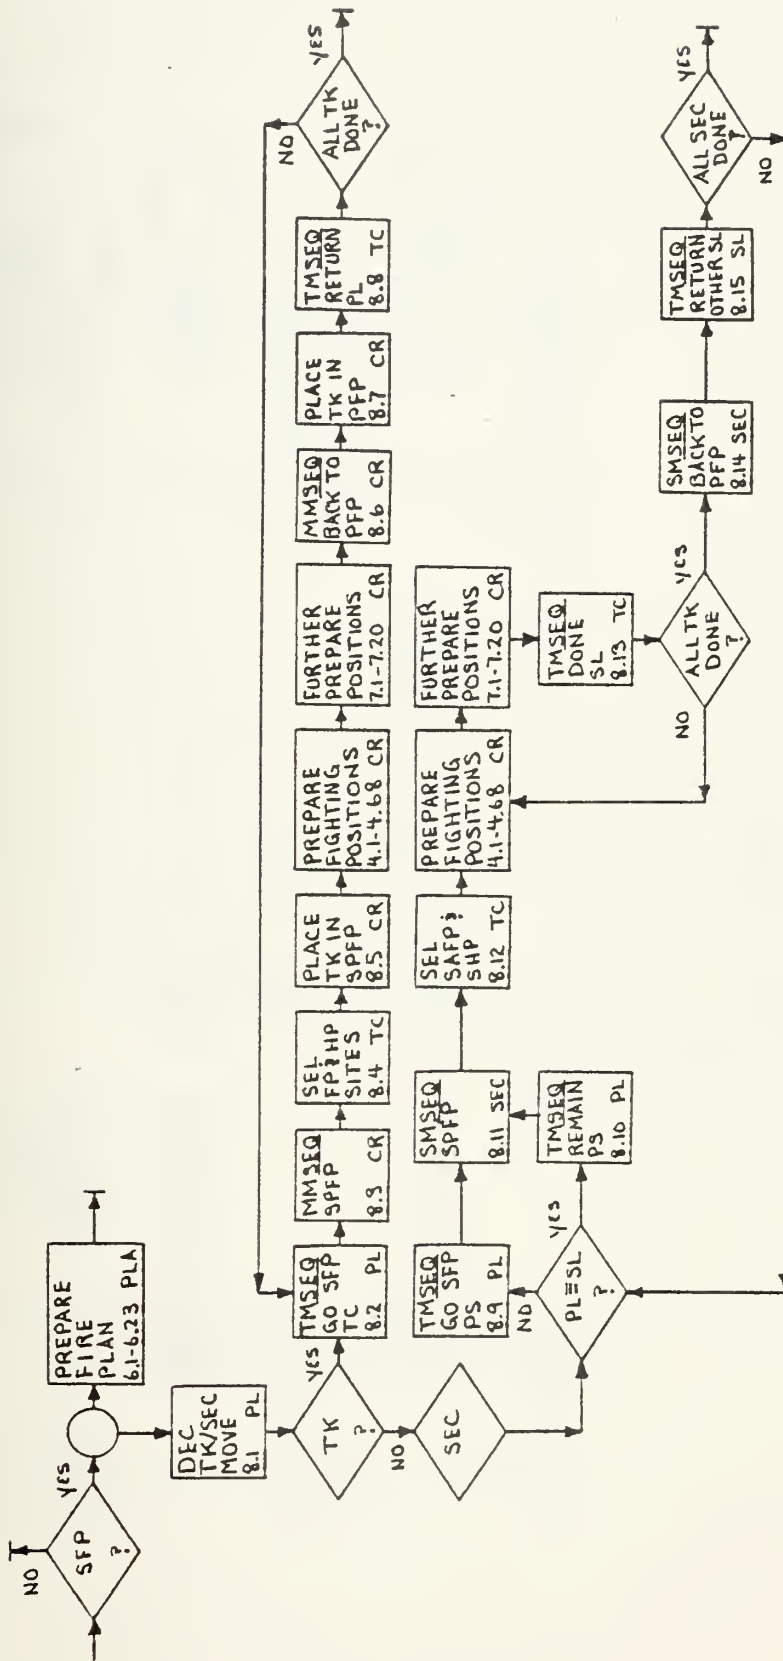 SFP
?
NO
YES
PREPARE
FIRE
PLAN
6.1-6.23 PLA
DEC
TK/SEC
MOVE
8.1 PL
TK
?
YES
NO
TMSEQ
GO SFP
TC
8.2 PL
MMSEQ
SPFP
8.3 CR
SEL
FP & HP
SITES
8.4 TC
PLACE
TK IN
SPFP
8.5 CR
PREPARE
FIGHTING
POSITIONS
4.1-4.68 CR
FURTHER
PREPARE
POSITIONS
7.1-7.20 CR
MMSEQ
BACK TO
PFP
8.6 CR
PLACE
TK IN
PFP
8.7 CR
TMSEQ
RETURN
PL
8.8 TC
ALL TK
DONE
?
NO
YES
SEC
PL≡SL
?
NO
YES
TMSEQ
GO SFP
PS
8.9 PL
TMSEQ
REMAIN
PS
8.10 PL
SMSEQ
SPFP
8.11 SEC
SEL
SAFP &
SHP
8.12 TC
PREPARE
FIGHTING
POSITIONS
4.1-4.68 CR
FURTHER
PREPARE
POSITIONS
7.1-7.20 CR
TMSEQ
DONE
SL
8.13 TC
ALL TK
DONE
?
NO
YES
SMSEQ
BACK TO
PFP
8.14 SEC
TMSEQ
RETURN
OTHER SL
8.15 SL
ALL SEC
DONE
?
YES
NO